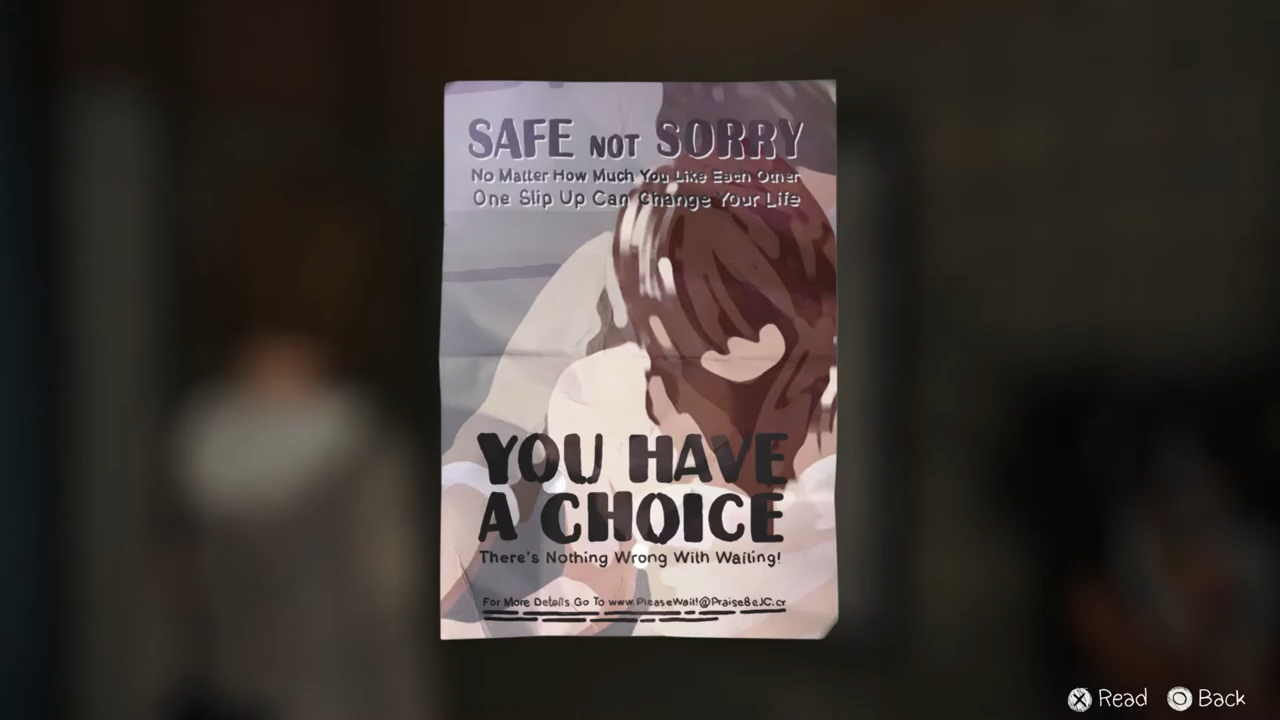 SAFE NOT SORRY
No Matter How Much You Like Each Other
One Slip Up Can Change Your Life
YOU HAVE
A CHOICE
There's Nothing Wrong With Waiting!
For More Details Go To www.PleaseWait!@PraiseBeJC.cr
Read Back